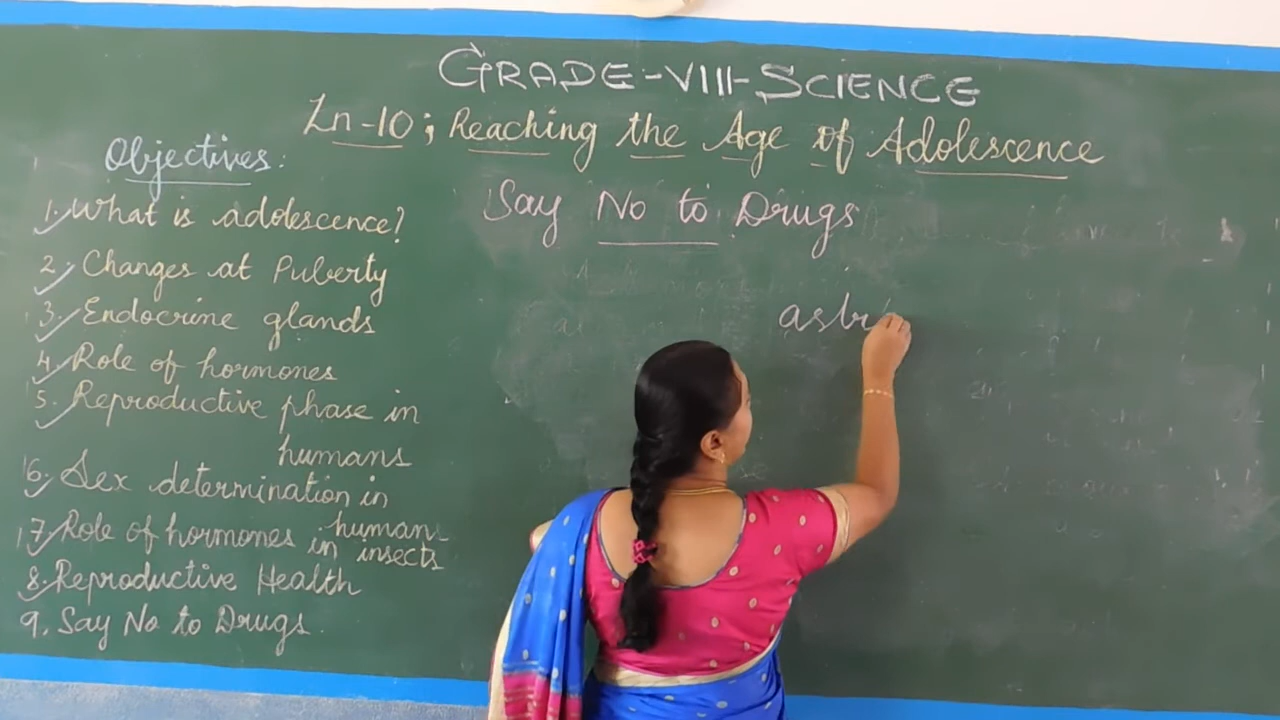 GRADE-VIII-SCIENCE
Ln-10; Reaching the Age of Adolescence
Objectives:
1. What is adolescence?
2. Changes at Puberty
3. Endocrine glands
4. Role of hormones
5. Reproductive phase in
humans
6. Sex determination in
human
7. Role of hormones in insects
8. Reproductive Health
9. Say No to Drugs.
Say No to Drugs